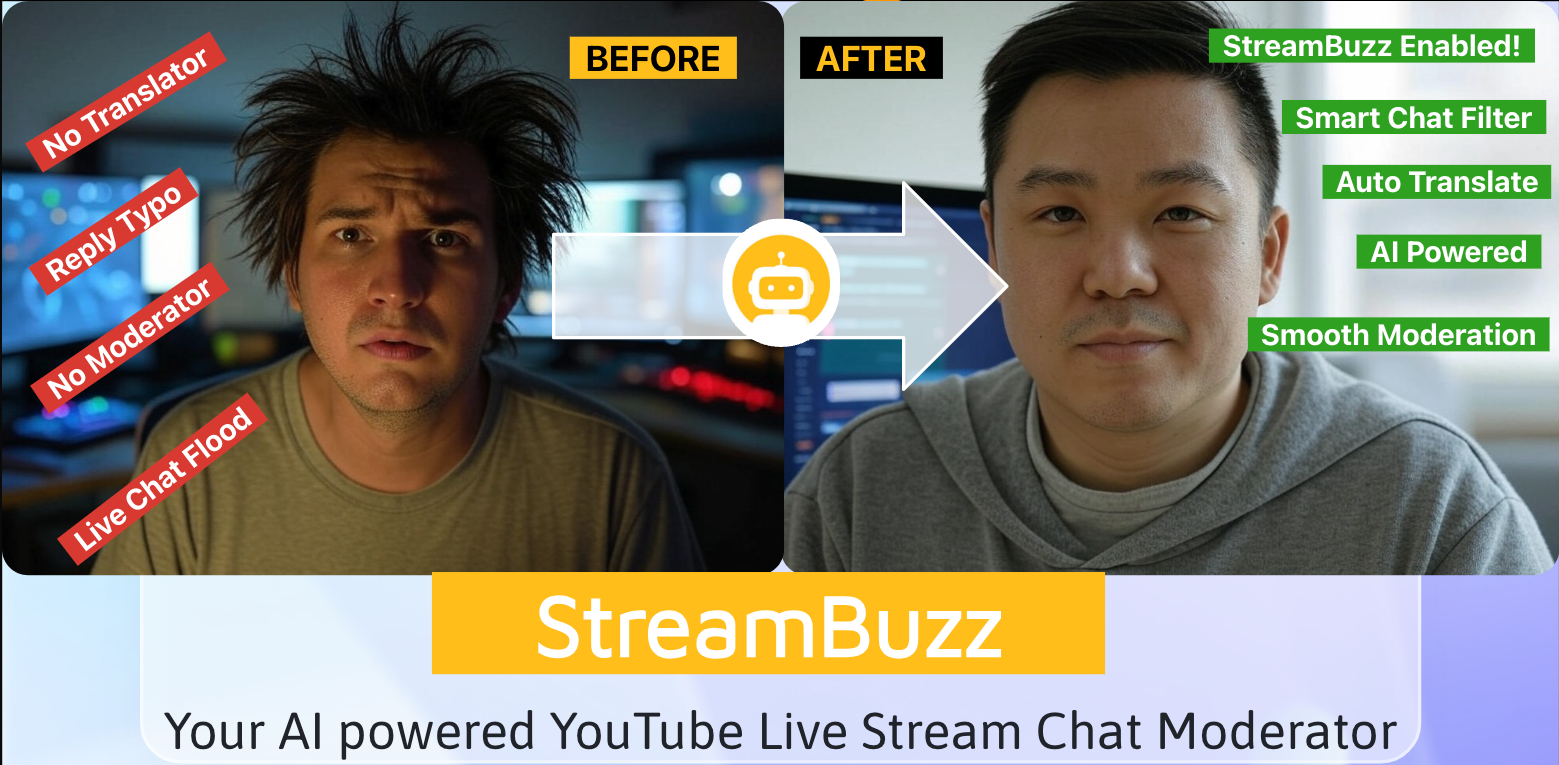 BEFORE
No Translator
Reply Typo
No Moderator
Live Chat Flood
AFTER
StreamBuzz Enabled!
Smart Chat Filter
Auto Translate
AI Powered
Smooth Moderation
StreamBuzz
Your AI powered YouTube Live Stream Chat Moderator